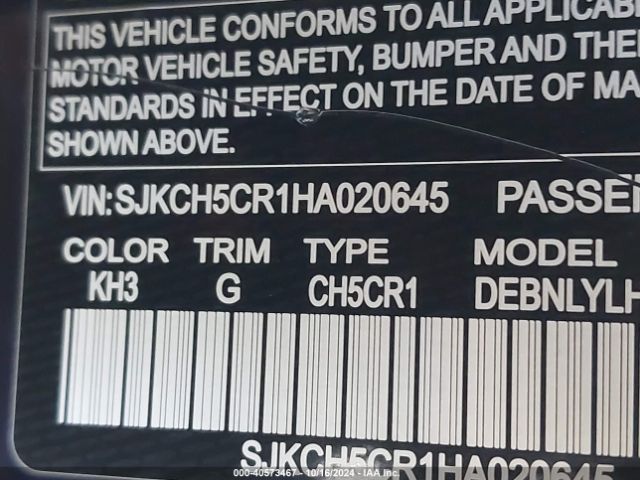 THIS VEHICLE CONFORMS TO ALL APPLICAB
MOTOR VEHICLE SAFETY, BUMPER AND THE
STANDARDS IN EFFECT ON THE DATE OF MA
SHOWN ABOVE.
VIN:SJKCH5CR1HA020645 PASSE
COLOR TRIM TYPE MODEL
KH3 G CH5CR1 DEBNLYLH
SJKCH5CR1HA020645
000-40573467 - 10/16/2024 - IAAI.COM